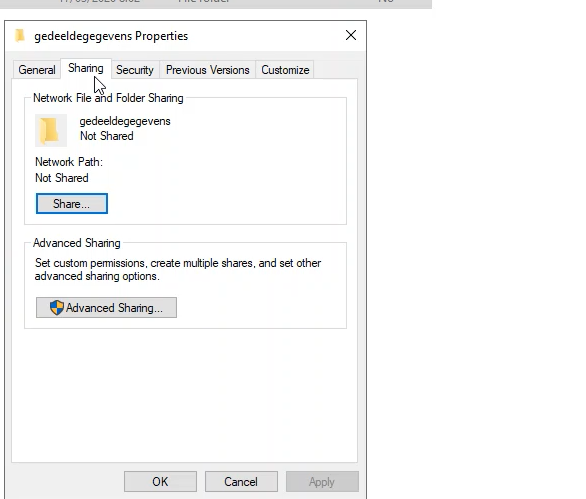 gedeeldegegevens Properties
General Sharing Security Previous Versions Customize
Network File and Folder Sharing
gedeeldegegevens
Not Shared
Network Path:
Not Shared
Share...
Advanced Sharing
Set custom permissions, create multiple shares, and set other
advanced sharing options.
Advanced Sharing...
OK Cancel Apply